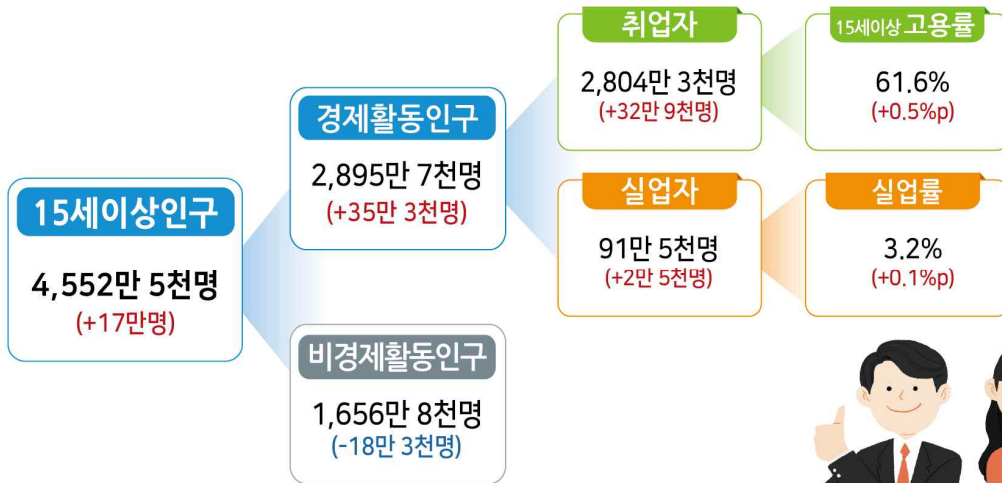 15세이상인구
4,552만 5천명
(+17만명)
경제활동인구
2,895만 7천명
(+35만 3천명)
비경제활동인구
1,656만 8천명
(-18만 3천명)
취업자
2,804만 3천명
(+32만 9천명)
15세이상 고용률
61.6%
(+0.5%p)
실업자
91만 5천명
(+2만 5천명)
실업률
3.2%
(+0.1%p)